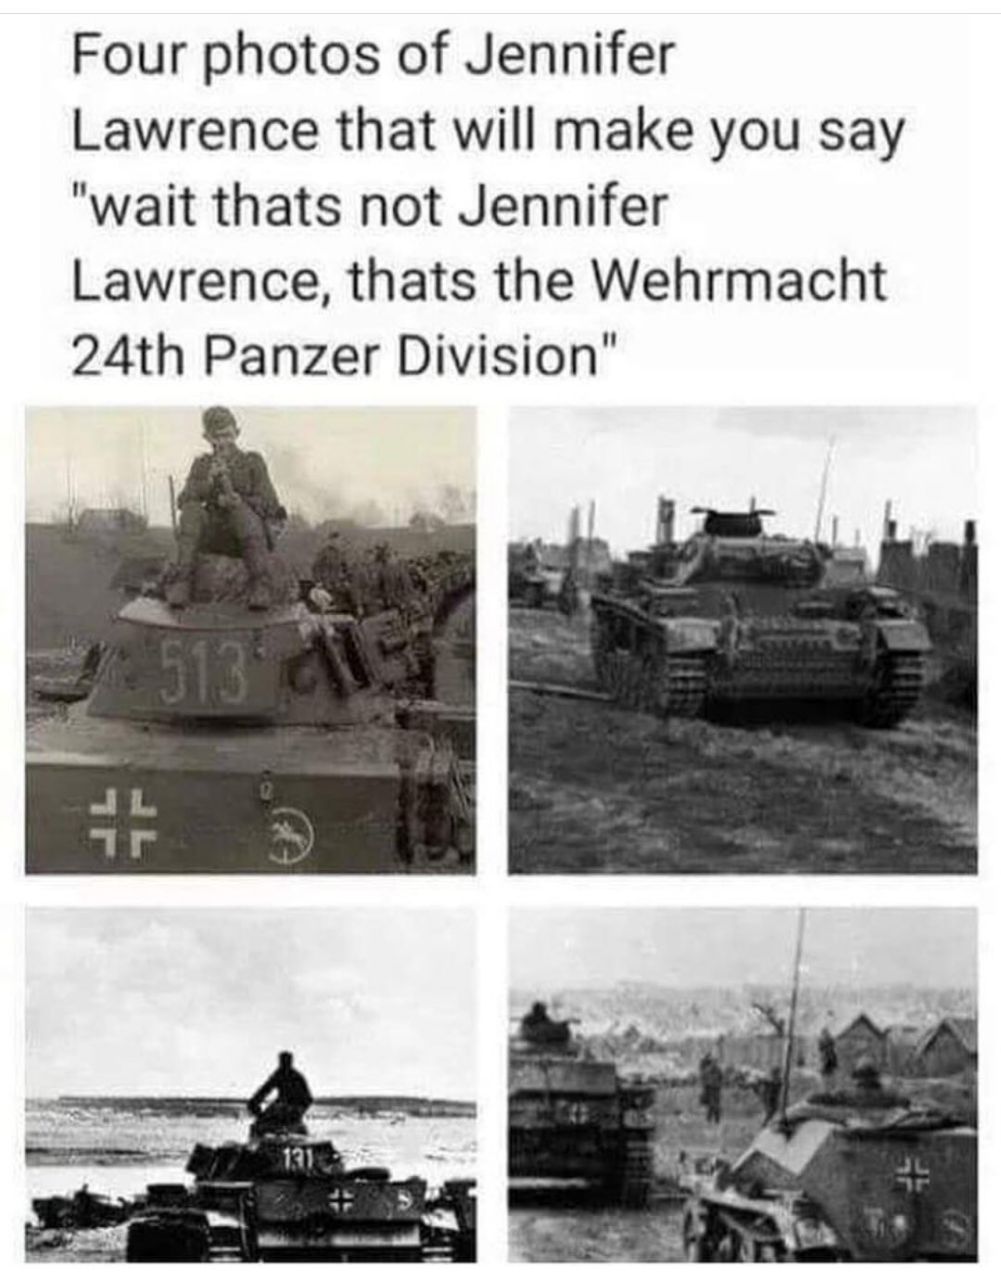 Four photos of Jennifer
Lawrence that will make you say
"wait thats not Jennifer
Lawrence, thats the Wehrmacht
24th Panzer Division"
513
131